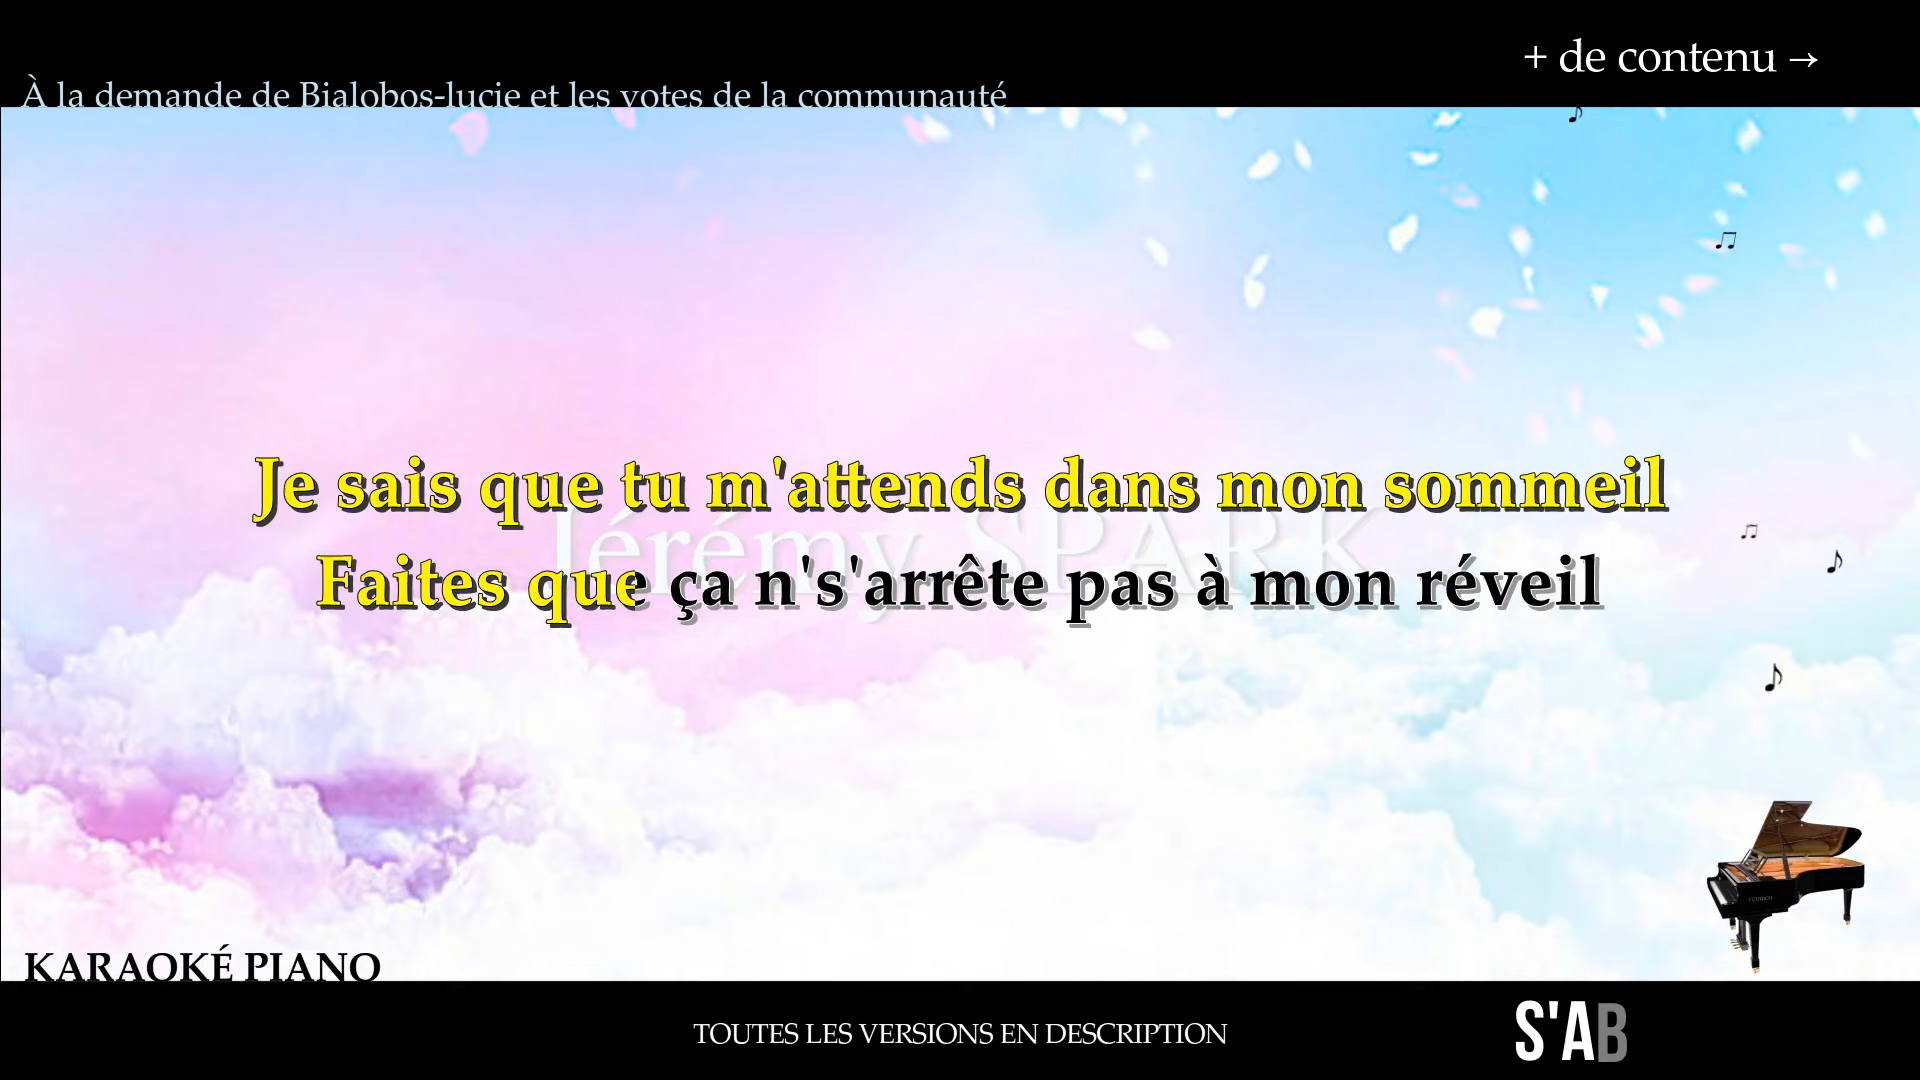 + de contenu →
À la demande de Bialobos-lucie et les votes de la communauté
Je sais que tu m'attends dans mon sommeil
Jérémy SPARK
Faites que ça n's'arrête pas à mon réveil
KARAOKÉ PIANO
TOUTES LES VERSIONS EN DESCRIPTION
S'AB